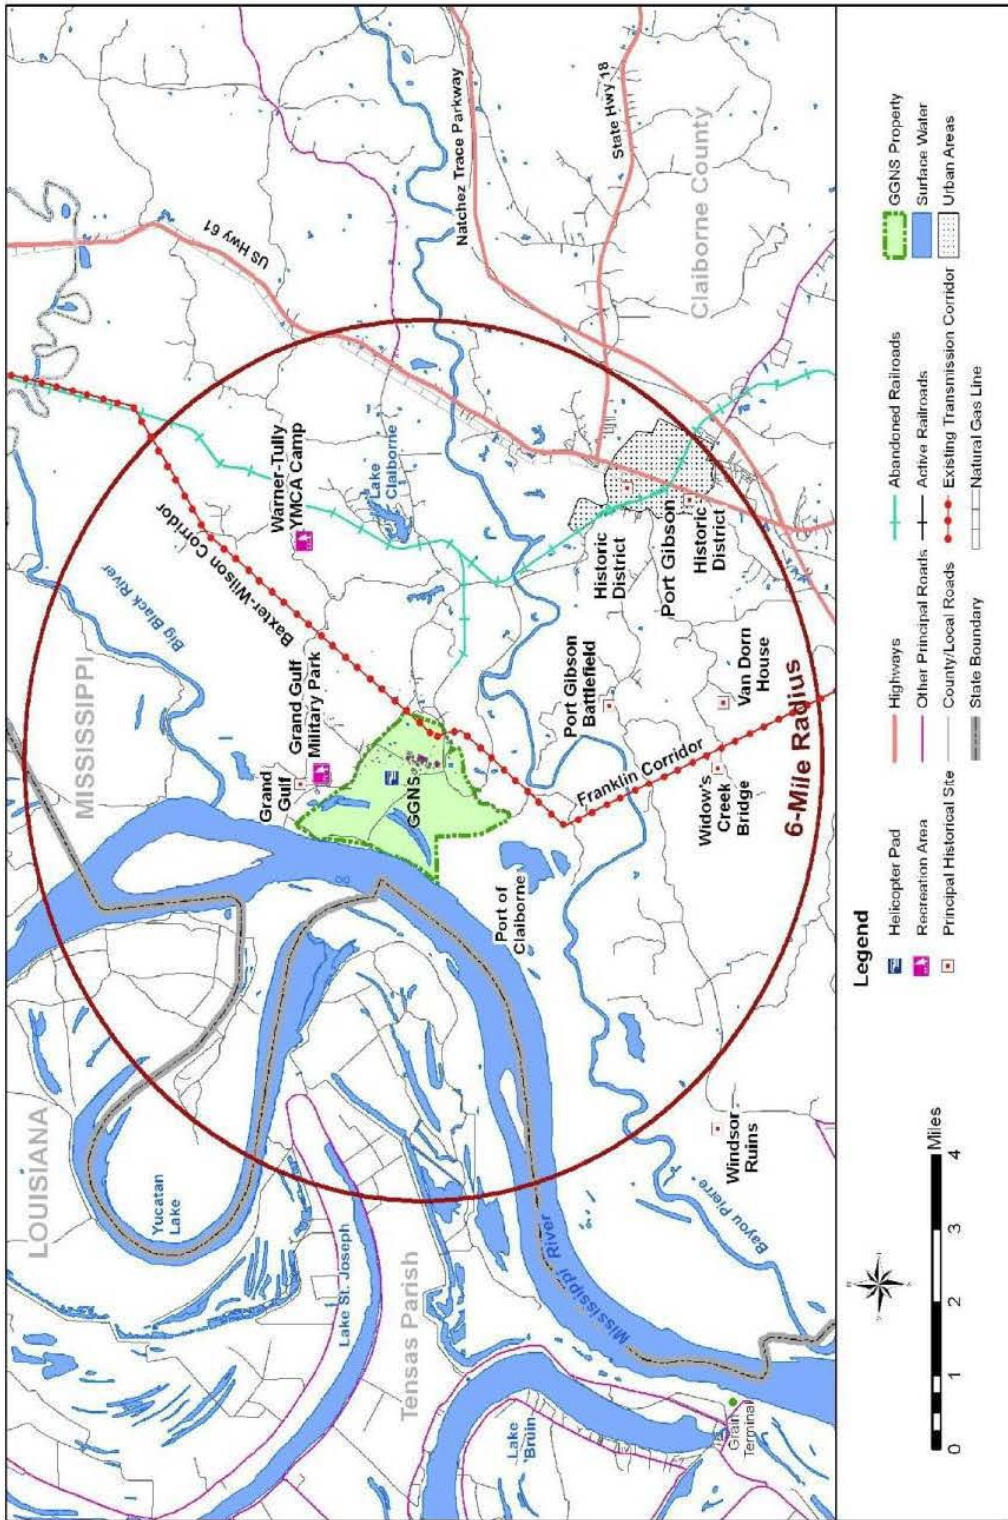 LOUISIANA
MISSISSIPPI
Yucatan
Lake
Big Black River
US Hwy 61
Baxter-Wilson Corridor
Warner-Tully
YMCA Camp
Grand Gulf
Military Park
Grand
Gulf
Lake St. Joseph
Lake
Claiborne
GGNS
Tensas Parish
Natchez Trace Parkway
Port of
Claiborne
Mississippi River
Lake
Bruin
Port Gibson
Battlefield
Historic
District
Port Gibson
Historic
District
State Hwy 18
Claiborne County
Franklin Corridor
Widow's
Creek
Bridge
Van Dorn
House
Windsor
Ruins
Bayou Pierre
Grain
Terminal
6-Mile Radius
Legend
Helicopter Pad
Recreation Area
Principal Historical Site
Highways
Other Principal Roads
County/Local Roads
State Boundary
Abandoned Railroads
Active Railroads
Existing Transmission Corridor
Natural Gas Line
GGNS Property
Surface Water
Urban Areas
0 1 2 3 4
Miles